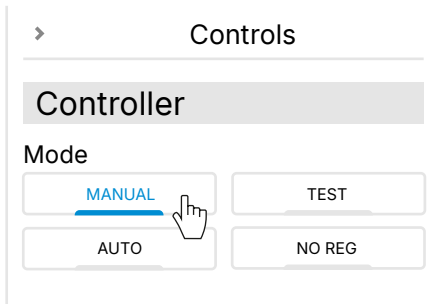 Controls
Controller
Mode
MANUAL
TEST
AUTO
NO REG